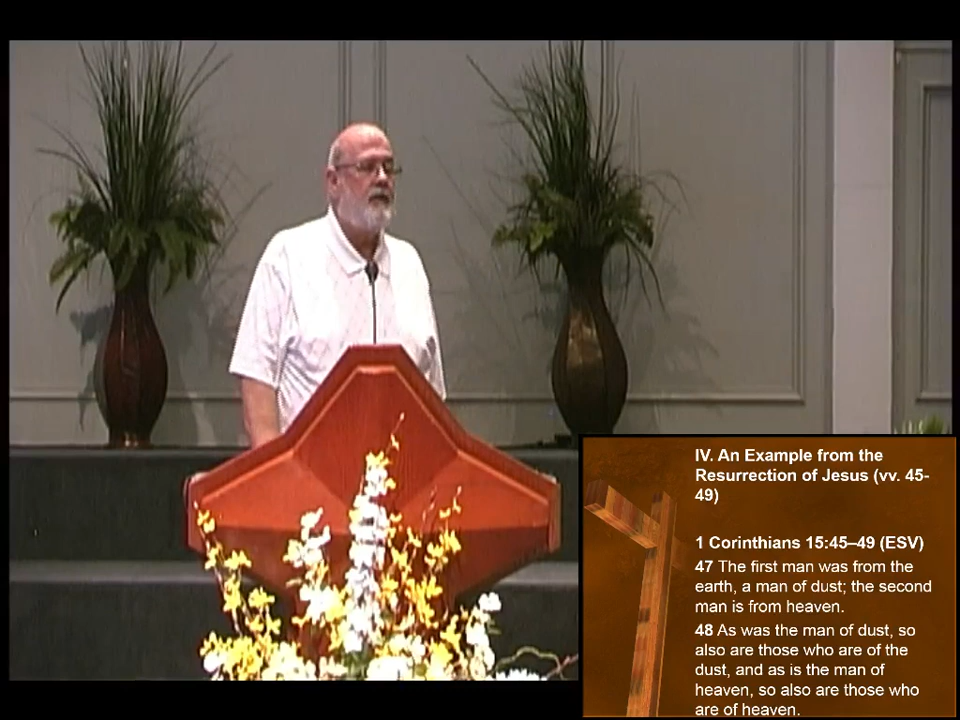 IV. An Example from the
Resurrection of Jesus (vv. 45-
49)
1 Corinthians 15:45–49 (ESV)
47 The first man was from the
earth, a man of dust; the second
man is from heaven.
48 As was the man of dust, so
also are those who are of the
dust, and as is the man of
heaven, so also are those who
are of heaven.